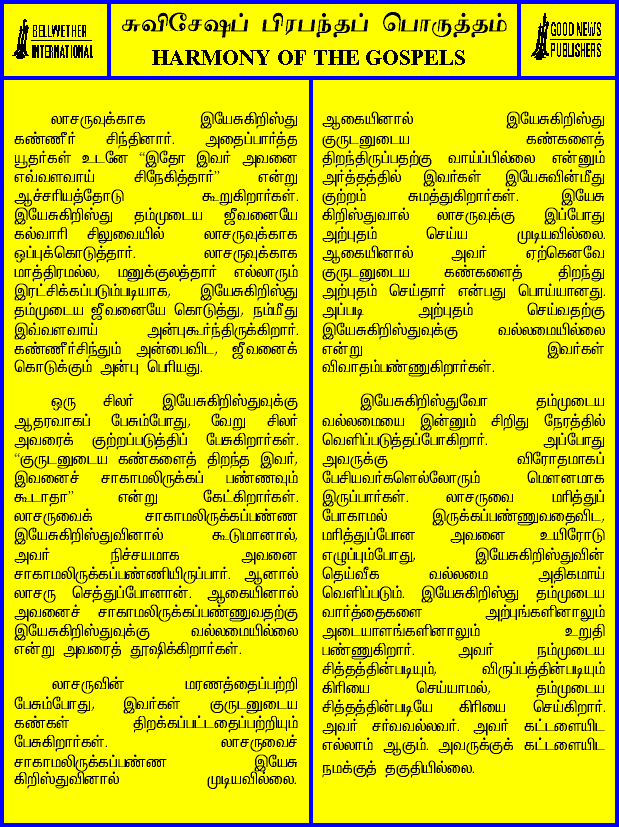 BELLWETHER
INTERNATIONAL
சுவிசேஷப் பிரபந்தப் பொருத்தம்
HARMONY OF THE GOSPELS
GOOD NEWS
PUBLISHERS
லாசருவுக்காக இயேசுகிறிஸ்து
கண்ணீர் சிந்தினார். அதைப்பார்த்த
யூதர்கள் உடனே “இதோ இவர் அவனை
எவ்வளவாய் சிநேகித்தார்” என்று
ஆச்சரியத்தோடு கூறுகிறார்கள்.
இயேசுகிறிஸ்து தம்முடைய ஜீவனையே
கல்வாரி சிலுவையில் லாசருவுக்காக
ஒப்புக்கொடுத்தார். லாசருவுக்காக
மாத்திரமல்ல, மனுக்குலத்தார் எல்லாரும்
இரட்சிக்கப்படும்படியாக, இயேசுகிறிஸ்து
தம்முடைய ஜீவனையே கொடுத்து, நம்மீது
இவ்வளவாய் அன்புகூர்ந்திருக்கிறார்.
கண்ணீர்சிந்தும் அன்பைவிட, ஜீவனைக்
கொடுக்கும் அன்பு பெரியது.
ஒரு சிலர் இயேசுகிறிஸ்துவுக்கு
ஆதரவாகப் பேசும்போது, வேறு சிலர்
அவரைக் குற்றப்படுத்திப் பேசுகிறார்கள்.
“குருடனுடைய கண்களைத் திறந்த இவர்,
இவனைச் சாகாமலிருக்கப் பண்ணவும்
கூடாதா” என்று கேட்கிறார்கள்.
லாசருவைக் சாகாமலிருக்கப்பண்ண
இயேசுகிறிஸ்துவினால் கூடுமானால்,
அவர் நிச்சயமாக அவனை
சாகாமலிருக்கப்பண்ணியிருப்பார். ஆனால்
லாசரு செத்துப்போனான். ஆகையினால்
அவனைச் சாகாமலிருக்கப்பண்ணுவதற்கு
இயேசுகிறிஸ்துவுக்கு வல்லமையில்லை
என்று அவரைத் தூஷிக்கிறார்கள்.
லாசருவின் மரணத்தைப்பற்றி
பேசும்போது, இவர்கள் குருடனுடைய
கண்கள் திறக்கப்பட்டதைப்பற்றியும்
பேசுகிறார்கள். லாசருவைச்
சாகாமலிருக்கப்பண்ண இயேசு
கிறிஸ்துவினால் முடியவில்லை.
ஆகையினால் இயேசுகிறிஸ்து
குருடனுடைய கண்களைத்
திறந்திருப்பதற்கு வாய்ப்பில்லை என்னும்
அர்த்தத்தில் இவர்கள் இயேசுவின்மீது
குற்றம் சுமத்துகிறார்கள். இயேசு
கிறிஸ்துவால் லாசருவுக்கு இப்போது
அற்புதம் செய்ய முடியவில்லை.
ஆகையினால் அவர் ஏற்கெனவே
குருடனுடைய கண்களைத் திறந்து
அற்புதம் செய்தார் என்பது பொய்யானது.
அப்படி அற்புதம் செய்வதற்கு
இயேசுகிறிஸ்துவுக்கு வல்லமையில்லை
என்று இவர்கள்
விவாதம்பண்ணுகிறார்கள்.
இயேசுகிறிஸ்துவோ தம்முடைய
வல்லமையை இன்னும் சிறிது நேரத்தில்
வெளிப்படுத்தப்போகிறார். அப்போது
அவருக்கு விரோதமாகப்
பேசியவர்களெல்லோரும் மௌனமாக
இருப்பார்கள். லாசருவை மரித்துப்
போகாமல் இருக்கப்பண்ணுவதைவிட,
மரித்துப்போன அவனை உயிரோடு
எழுப்பும்போது, இயேசுகிறிஸ்துவின்
தெய்வீக வல்லமை அதிகமாய்
வெளிப்படும். இயேசுகிறிஸ்து தம்முடைய
வார்த்தைகளை அற்புங்களினாலும்
அடையாளங்களினாலும் உறுதி
பண்ணுகிறார். அவர் நம்முடைய
சித்தத்தின்படியும், விருப்பத்தின்படியும்
கிரியை செய்யாமல், தம்முடைய
சித்தத்தின்படியே கிரியை செய்கிறார்.
அவர் சர்வவல்லவர். அவர் கட்டளையிட
எல்லாம் ஆகும். அவருக்குக் கட்டளையிட
நமக்குத் தகுதியில்லை.